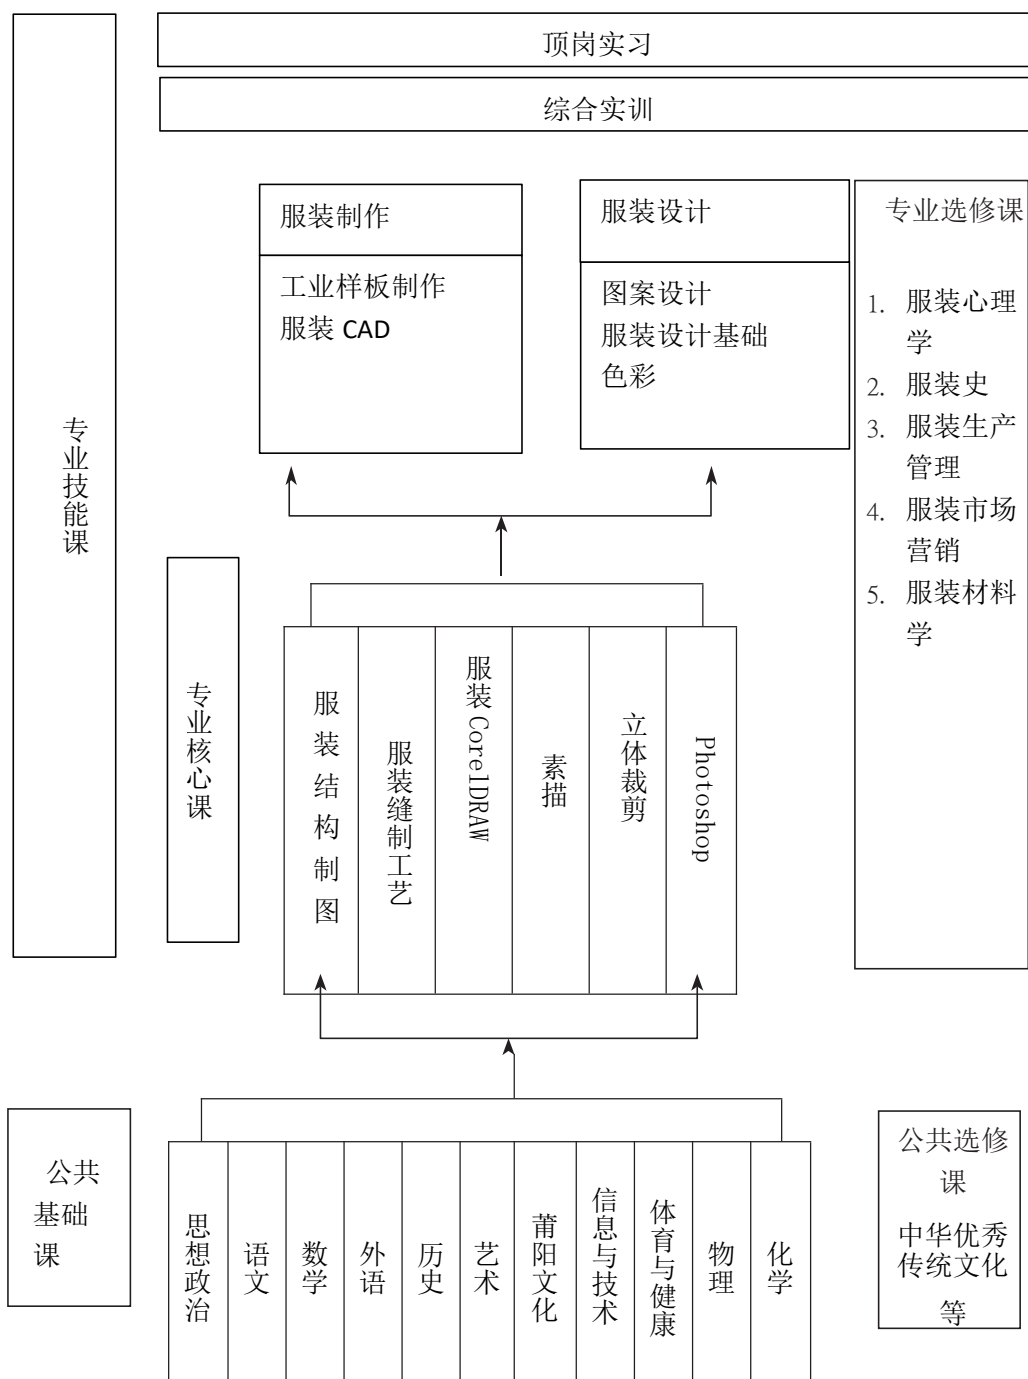 顶岗实习
综合实训
专业技能课
服装制作
工业样板制作
服装 CAD
服装设计
图案设计
服装设计基础
色彩
专业选修课
1. 服装心理
学
2. 服装史
3. 服装生产
管理
4. 服装市场
营销
5. 服装材料
学
专业核心课
服装结构制图
服装缝制工艺
服装CorelDRAW
素描
立体裁剪
Photoshop
公共
基础
课
思想政治
语文
数学
外语
历史
艺术
莆阳文化
信息与技术
体育与健康
物理
化学
公共选修
课
中华优秀
传统文化
等